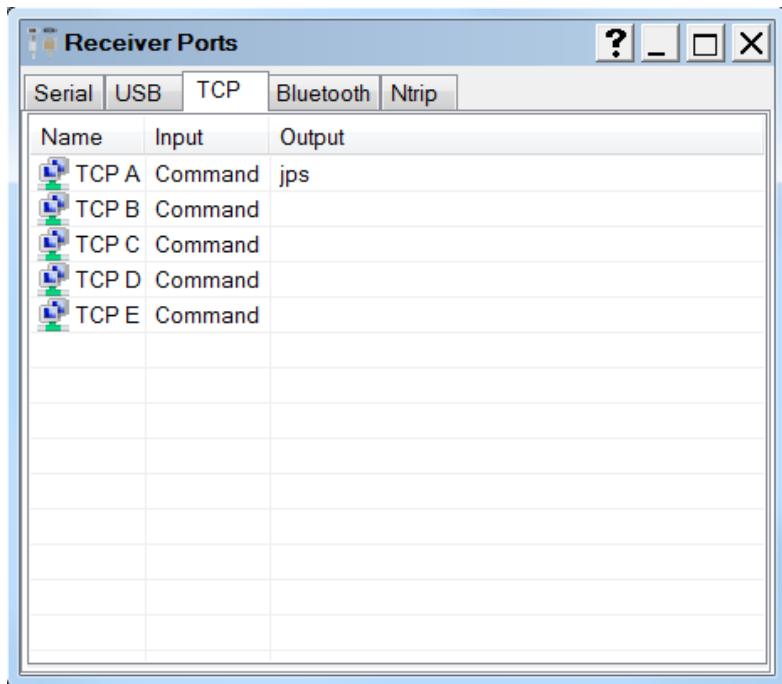 Receiver Ports ? _ □ X
Serial USB TCP Bluetooth Ntrip
Name Input Output
TCP A Command jps
TCP B Command
TCP C Command
TCP D Command
TCP E Command